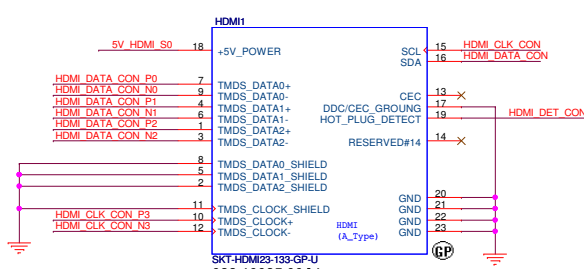 HDMI1
5V_HDMI_S0 18 +5V_POWER SCL 15 HDMI_CLK_CON
SDA 16 HDMI_DATA_CON
HDMI_DATA_CON_P0 7 TMDS_DATA0+
HDMI_DATA_CON_N0 9 TMDS_DATA0- CEC 13
HDMI_DATA_CON_P1 4 TMDS_DATA1+ DDC/CEC_GROUNG 17
HDMI_DATA_CON_N1 6 TMDS_DATA1- HOT_PLUG_DETECT 19 HDMI_DET_CON
HDMI_DATA_CON_P2 1 TMDS_DATA2+
HDMI_DATA_CON_N2 3 TMDS_DATA2- RESERVED#14 14
8 TMDS_DATA0_SHIELD
5 TMDS_DATA1_SHIELD
2 TMDS_DATA2_SHIELD
GND 20
11 TMDS_CLOCK_SHIELD GND 21
HDMI_CLK_CON_P3 10 TMDS_CLOCK+ GND 22
HDMI_CLK_CON_N3 12 TMDS_CLOCK- GND 23
HDMI
(A_Type)
GP
SKT-HDMI23-133-GP-U